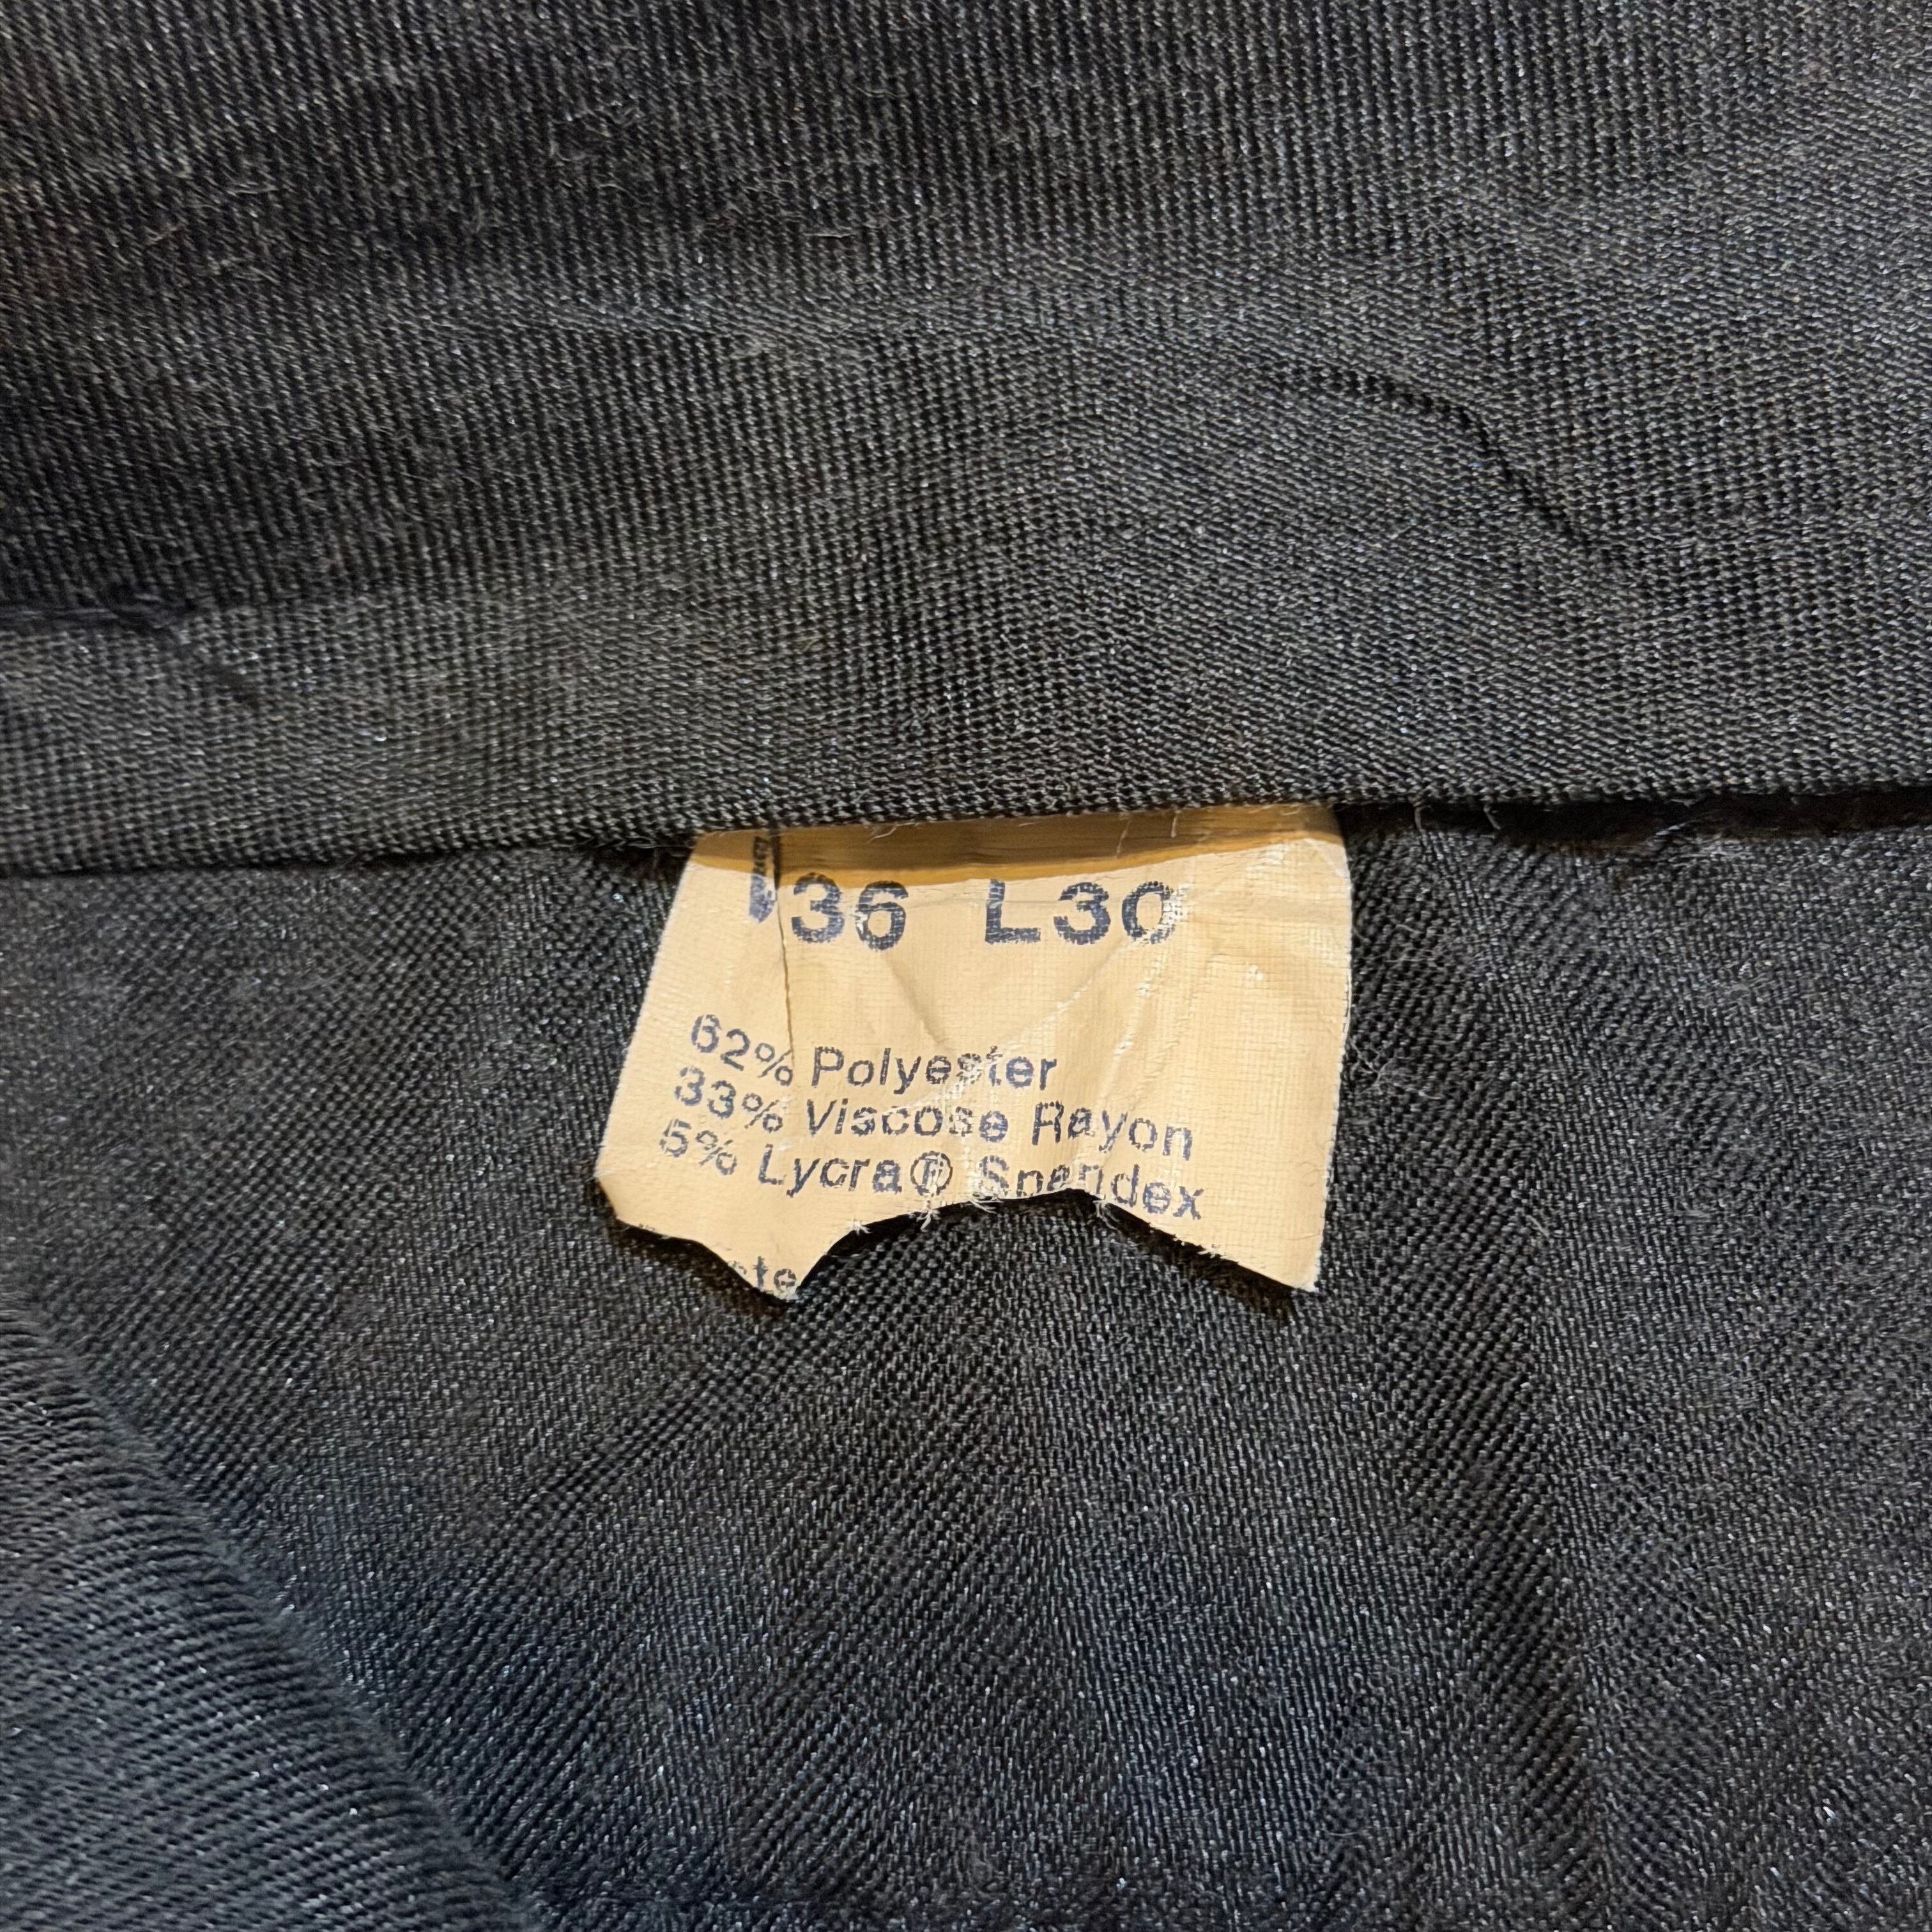 36 L30
62% Polyester
33% Viscose Rayon
5% Lycra® Spandex